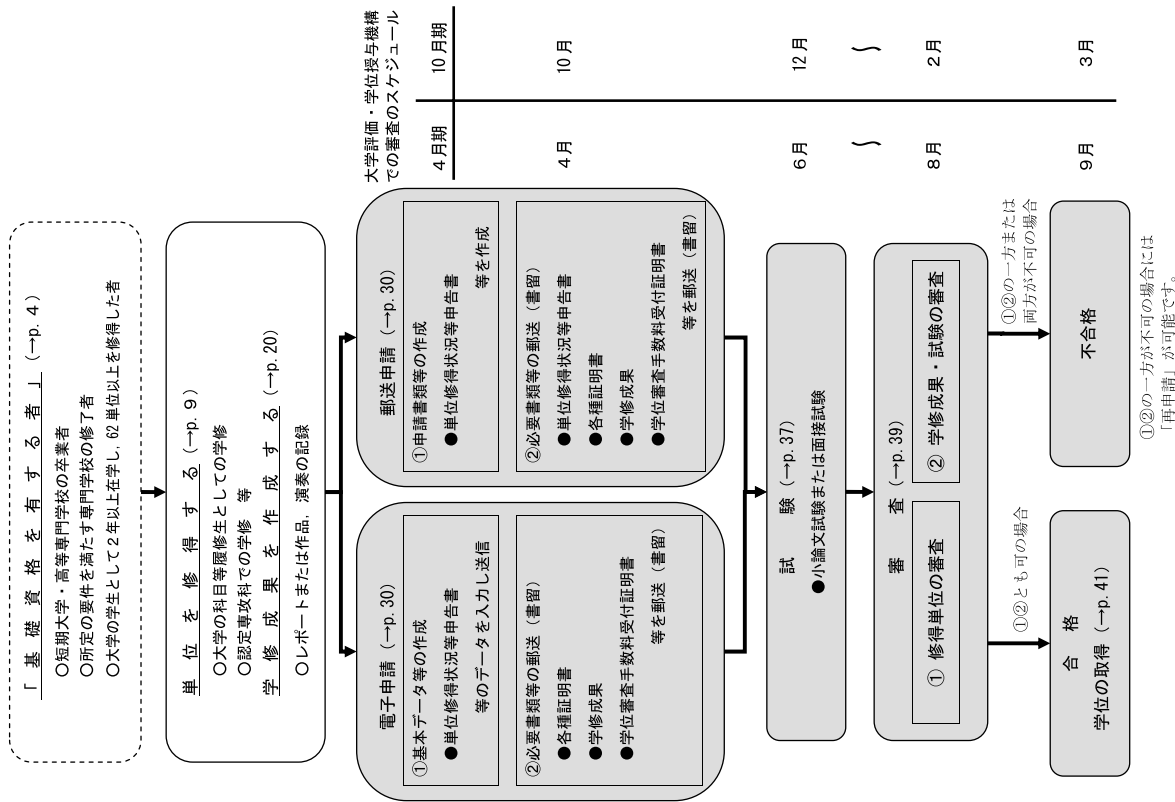 「基礎資格を有する者」(→p. 4)
○短期大学・高等専門学校の卒業者
○所定の要件を満たす専門学校の修了者
○大学の学生として２年以上在学し, 62 単位以上を修得した者
単位を修得する(→p. 9)
○大学の科目等履修生としての学修
○認定専攻科での学修　等
学修成果を作成する(→p. 20)
○レポートまたは作品, 演奏の記録
大学評価・学位授与機構
での審査のスケジュール
４月期
10 月期
電子申請 (→p. 30)
①基本データ等の作成
●単位修得状況等申告書
等のデータを入力し送信
②必要書類等の郵送（書留）
●各種証明書
●学修成果
●学位審査手数料受付証明書
等を郵送（書留）
郵送申請 (→p. 30)
①申請書類等の作成
●単位修得状況等申告書
等を作成
②必要書類等の郵送（書留）
●単位修得状況等申告書
●各種証明書
●学修成果
●学位審査手数料受付証明書
等を郵送（書留）
４月
10 月
試　験 (→p. 37)
●小論文試験または面接試験
６月
12 月
～
～
審　査 (→p. 39)
① 修得単位の審査
② 学修成果・試験の審査
８月
２月
①②とも可の場合
①②の一方または
両方が不可の場合
合　格
学位の取得 (→p. 41)
不合格
９月
３月
①②の一方が不可の場合には
「再申請」が可能です。